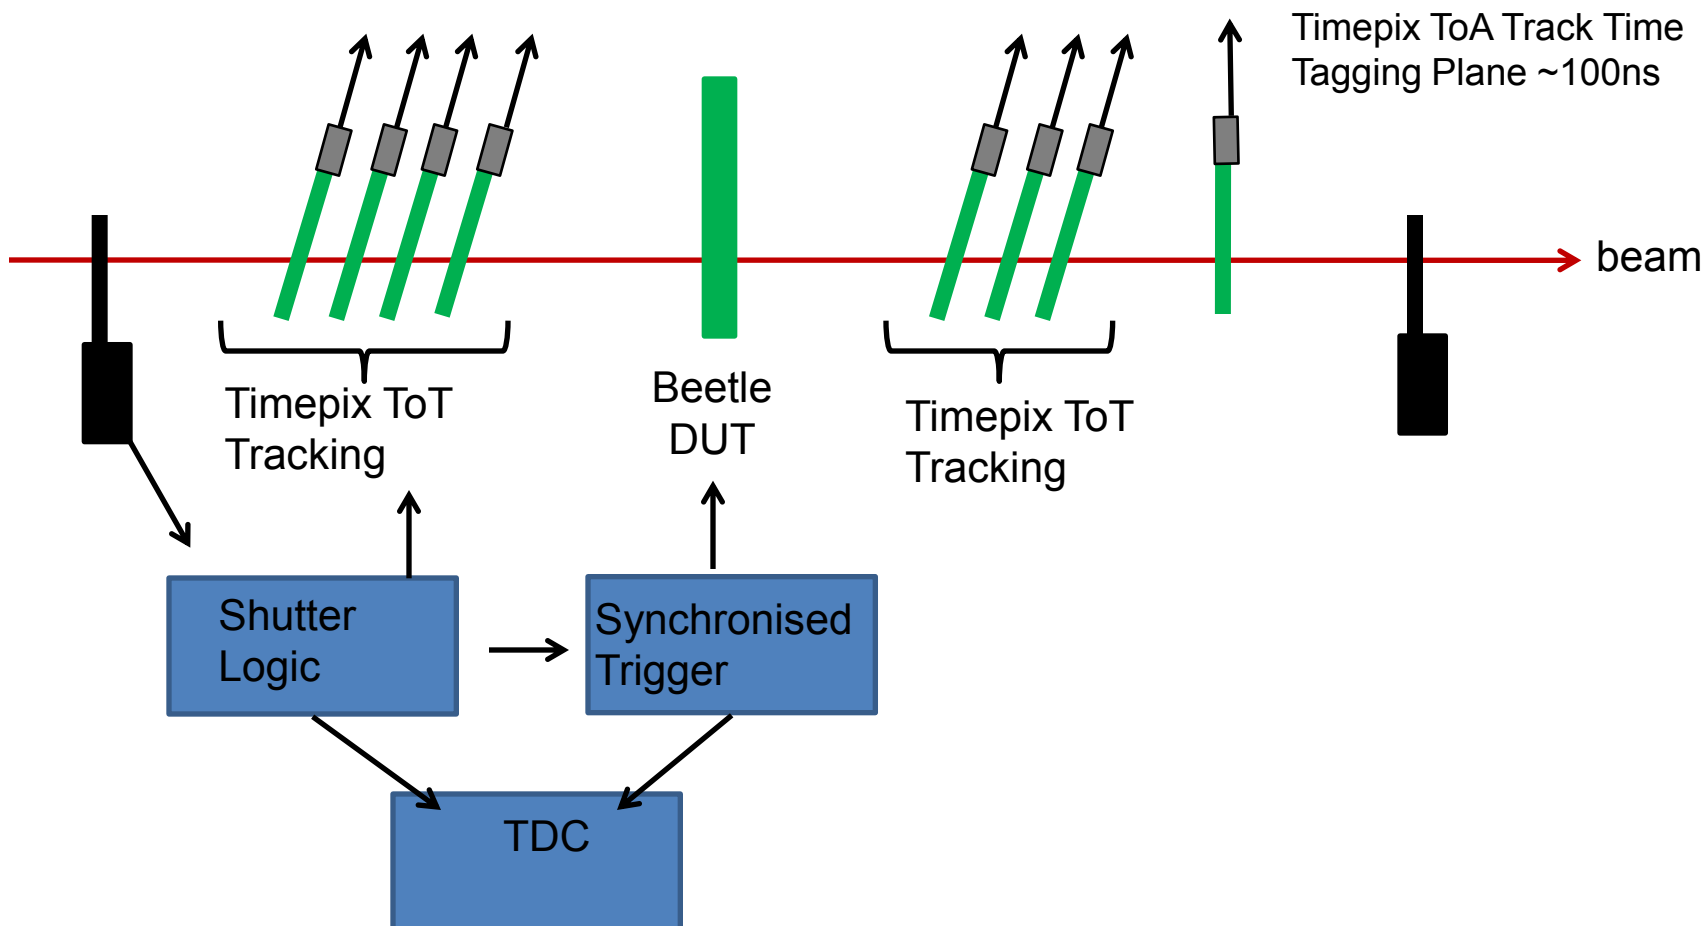 Timepix ToA Track Time
Tagging Plane ~100ns
beam
Timepix ToT
Tracking
Beetle
DUT
Timepix ToT
Tracking
Shutter
Logic
Synchronised
Trigger
TDC